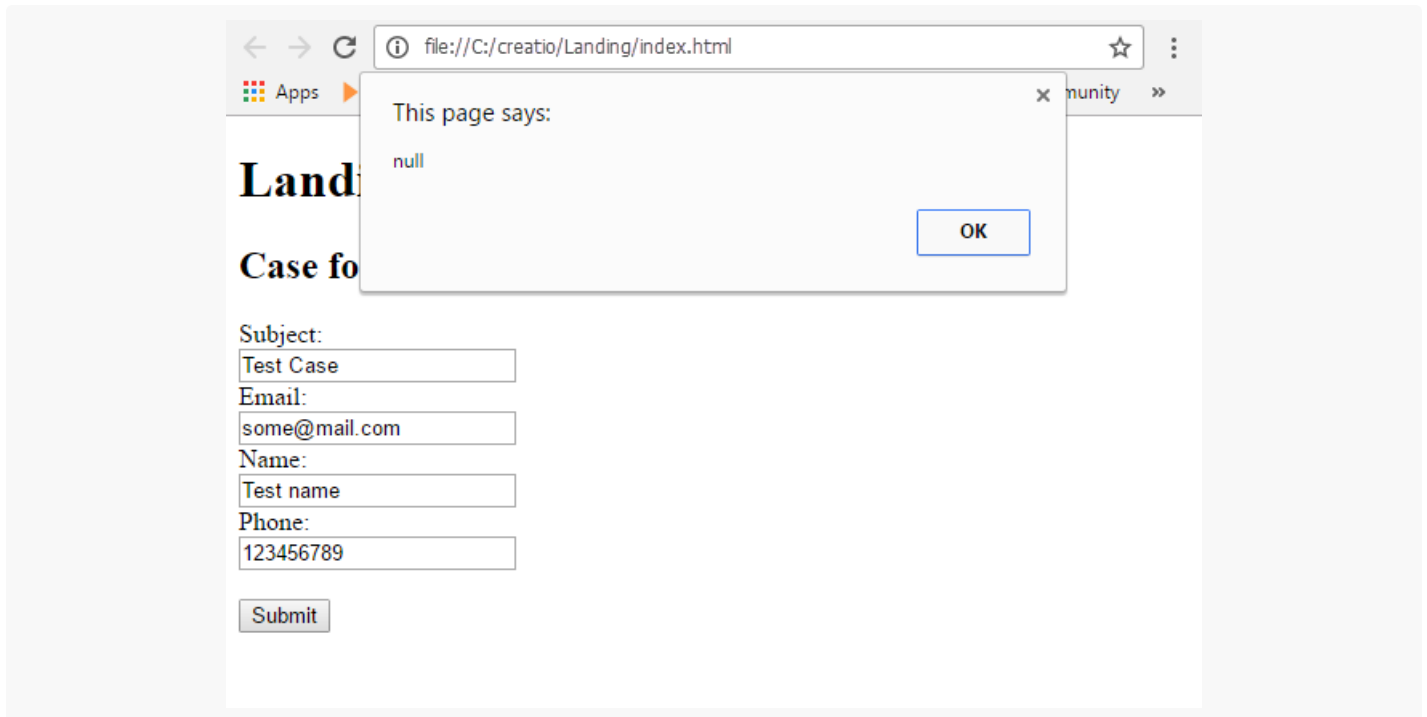 file://C:/creatio/Landing/index.html
Apps
munity
This page says:
null
OK
Landi
Case fo
Subject:
Test Case
Email:
some@mail.com
Name:
Test name
Phone:
123456789
Submit